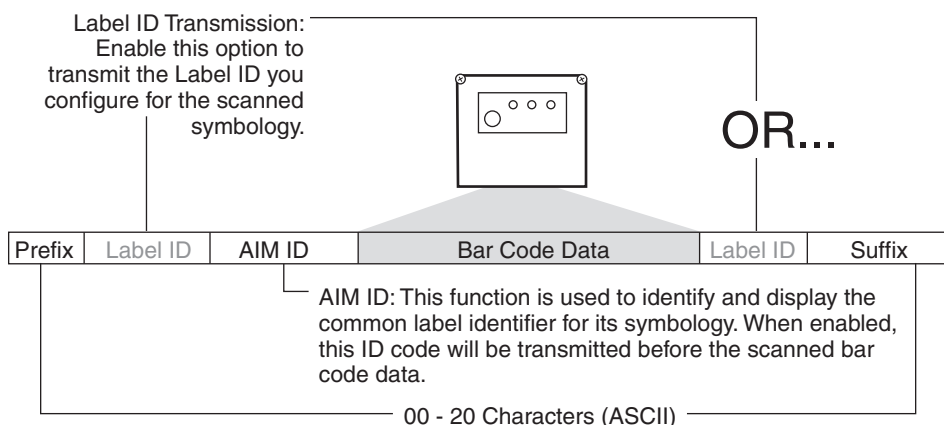 Label ID Transmission:
Enable this option to
transmit the Label ID you
configure for the scanned
symbology.
OR...
Prefix Label ID AIM ID Bar Code Data Label ID Suffix
AIM ID: This function is used to identify and display the
common label identifier for its symbology. When enabled,
this ID code will be transmitted before the scanned bar
code data.
00 - 20 Characters (ASCII)